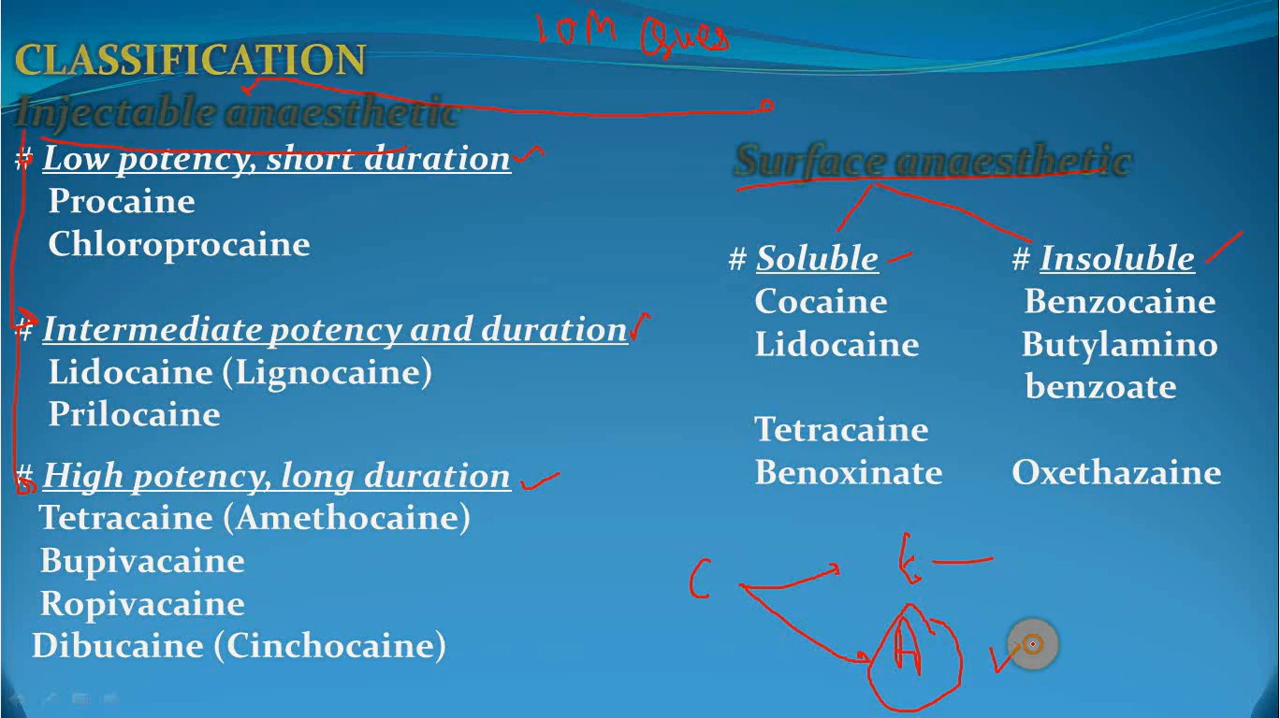 10M Ques
CLASSIFICATION
Injectable anaesthetic
# Low potency, short duration
Procaine
Chloroprocaine
# Intermediate potency and duration
Lidocaine (Lignocaine)
Prilocaine
# High potency, long duration
Tetracaine (Amethocaine)
Bupivacaine
Ropivacaine
Dibucaine (Cinchocaine)
Surface anaesthetic
# Soluble
Cocaine
Lidocaine
Tetracaine
Benoxinate
# Insoluble
Benzocaine
Butylamino
benzoate
Oxethazaine
C
A